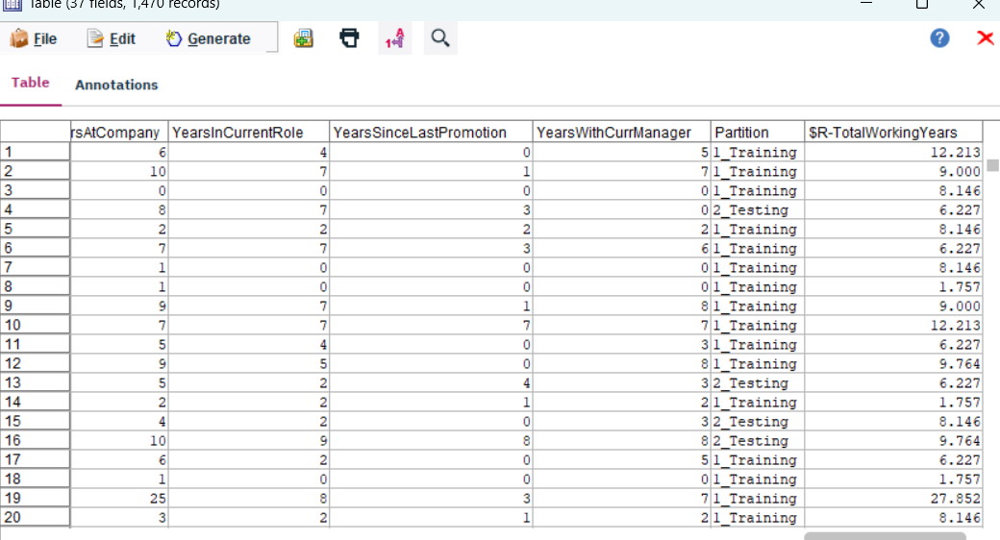 Table (37 fields, 1,470 records)
File Edit Generate
Table Annotations
rsAtCompany YearsInCurrentRole YearsSinceLastPromotion YearsWithCurrManager Partition $R-TotalWorkingYears
1 6 4 0 5 1_Training 12.213
2 10 7 1 7 1_Training 9.000
3 0 0 0 0 1_Training 8.146
4 8 7 3 0 2_Testing 6.227
5 2 2 2 2 1_Training 8.146
6 7 7 3 6 1_Training 6.227
7 1 0 0 0 1_Training 8.146
8 1 0 0 0 1_Training 1.757
9 9 7 1 8 1_Training 9.000
10 7 7 7 7 1_Training 12.213
11 5 4 0 3 1_Training 6.227
12 9 5 0 8 1_Training 9.764
13 5 2 4 3 2_Testing 6.227
14 2 2 1 2 1_Training 1.757
15 4 2 0 3 2_Testing 8.146
16 10 9 8 8 2_Testing 9.764
17 6 2 0 5 1_Training 6.227
18 1 0 0 0 1_Training 1.757
19 25 8 3 7 1_Training 27.852
20 3 2 1 2 1_Training 8.146